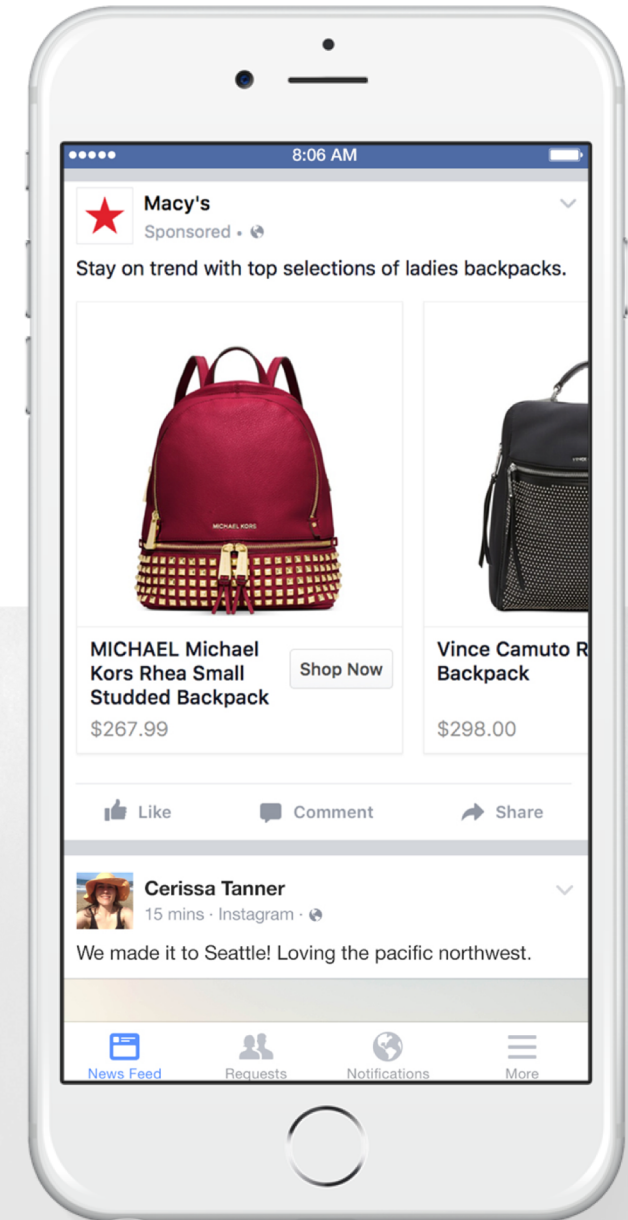 8:06 AM
Macy's
Sponsored •
Stay on trend with top selections of ladies backpacks.
MICHAEL KORS
MICHAEL Michael
Kors Rhea Small
Studded Backpack
Shop Now
$267.99
Vince Camuto R
Backpack
$298.00
Like
Comment
Share
Cerissa Tanner
15 mins · Instagram ·
We made it to Seattle! Loving the pacific northwest.
News Feed
Requests
Notifications
More